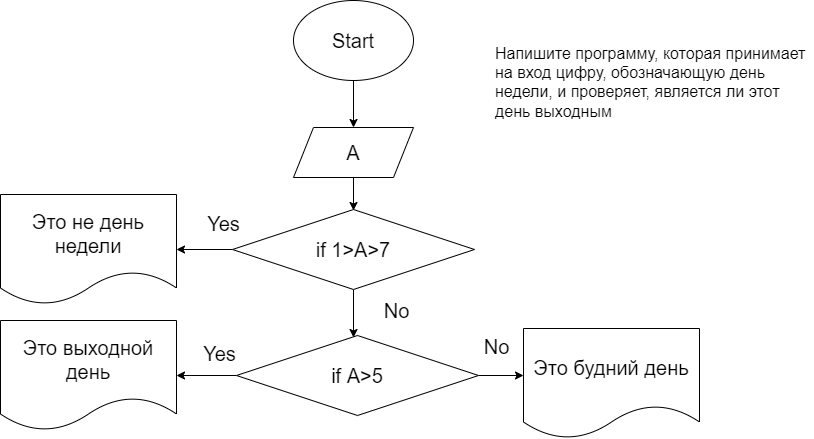 Start
Напишите программу, которая принимает
на вход цифру, обозначающую день
недели, и проверяет, является ли этот
день выходным
A
Это не день
недели
Yes
if 1>A>7
No
Это выходной
день
Yes
if A>5
No
Это будний день